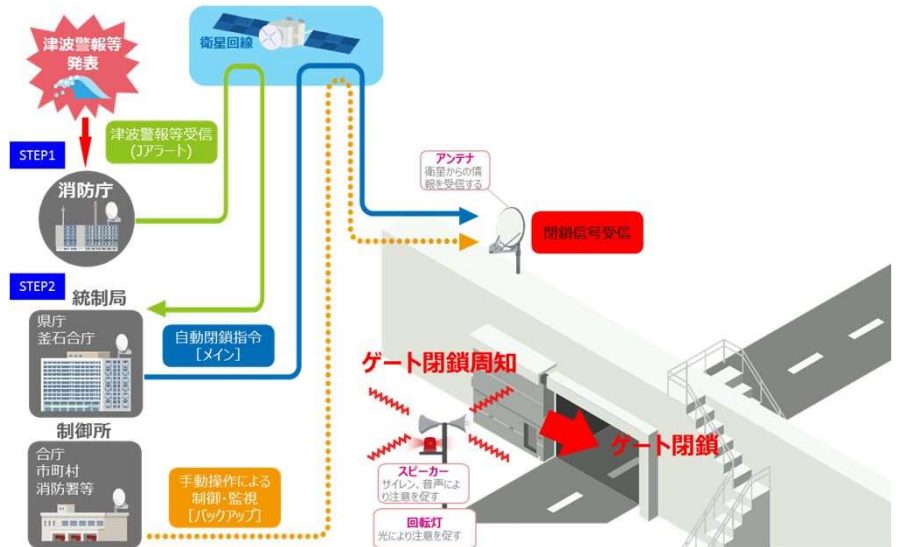 津波警報等
発表
衛星回線
津波警報等受信
(Jアラート)
STEP1
消防庁
アンテナ
衛星からの情
報を受信する
閉鎖信号受信
STEP2
統制局
県庁
釜石合庁
自動閉鎖指令
[メイン]
ゲート閉鎖周知
ゲート閉鎖
制御所
合庁
市町村
消防署等
手動操作による
制御・監視
[バックアップ]
スピーカー
サイレン、音声によ
り注意を促す
回転灯
光により注意を促す